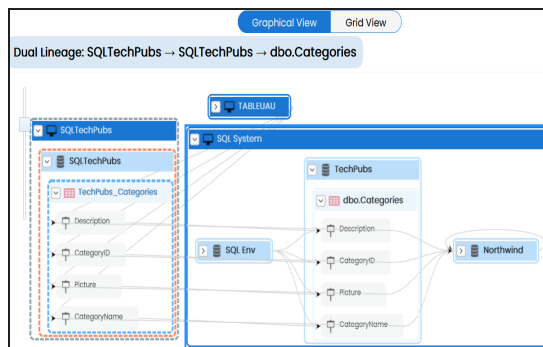 Graphical View
Grid View
Dual Lineage: SQLTechPubs → SQLTechPubs → dbo.Categories
TABLEUAU
SQLTechPubs
SQL System
SQLTechPubs
TechPubs
TechPubs_Categories
dbo.Categories
Description
Description
SQL Env
Northwind
CategoryID
CategoryID
Picture
Picture
CategoryName
CategoryName